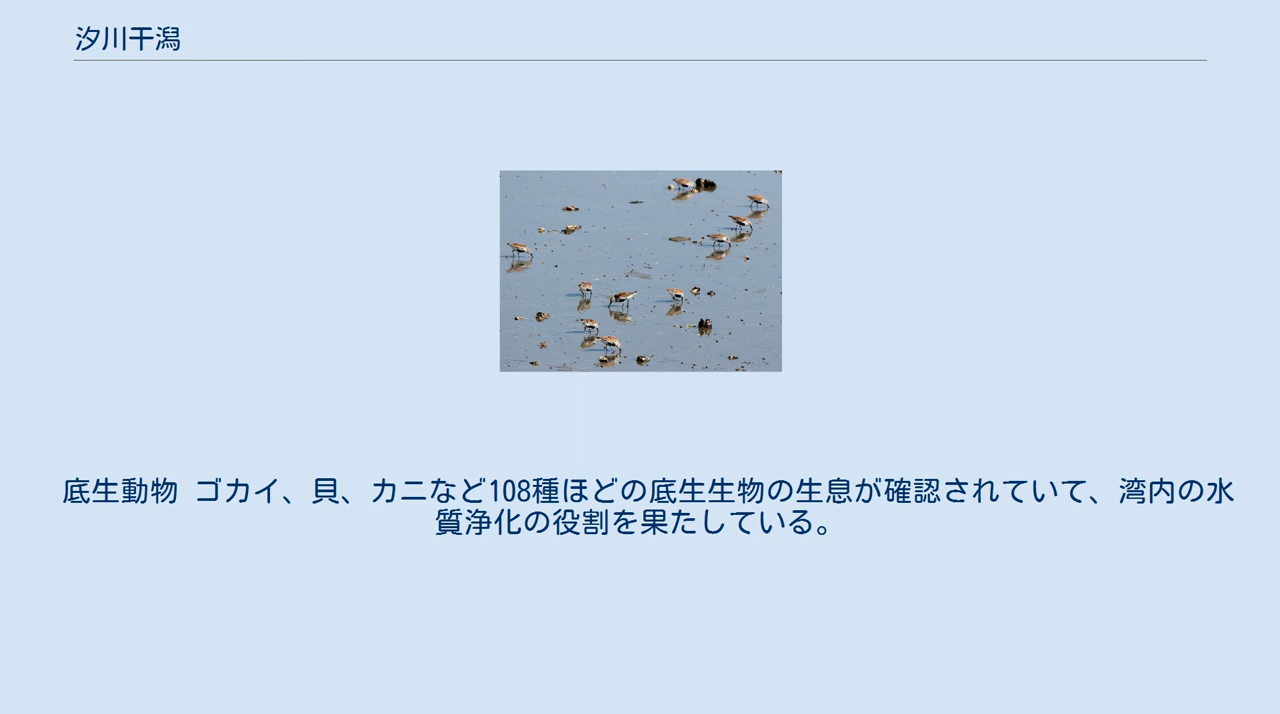 汐川干潟
底生動物 ゴカイ、貝、カニなど108種ほどの底生生物の生息が確認されていて、湾内の水
質浄化の役割を果たしている。